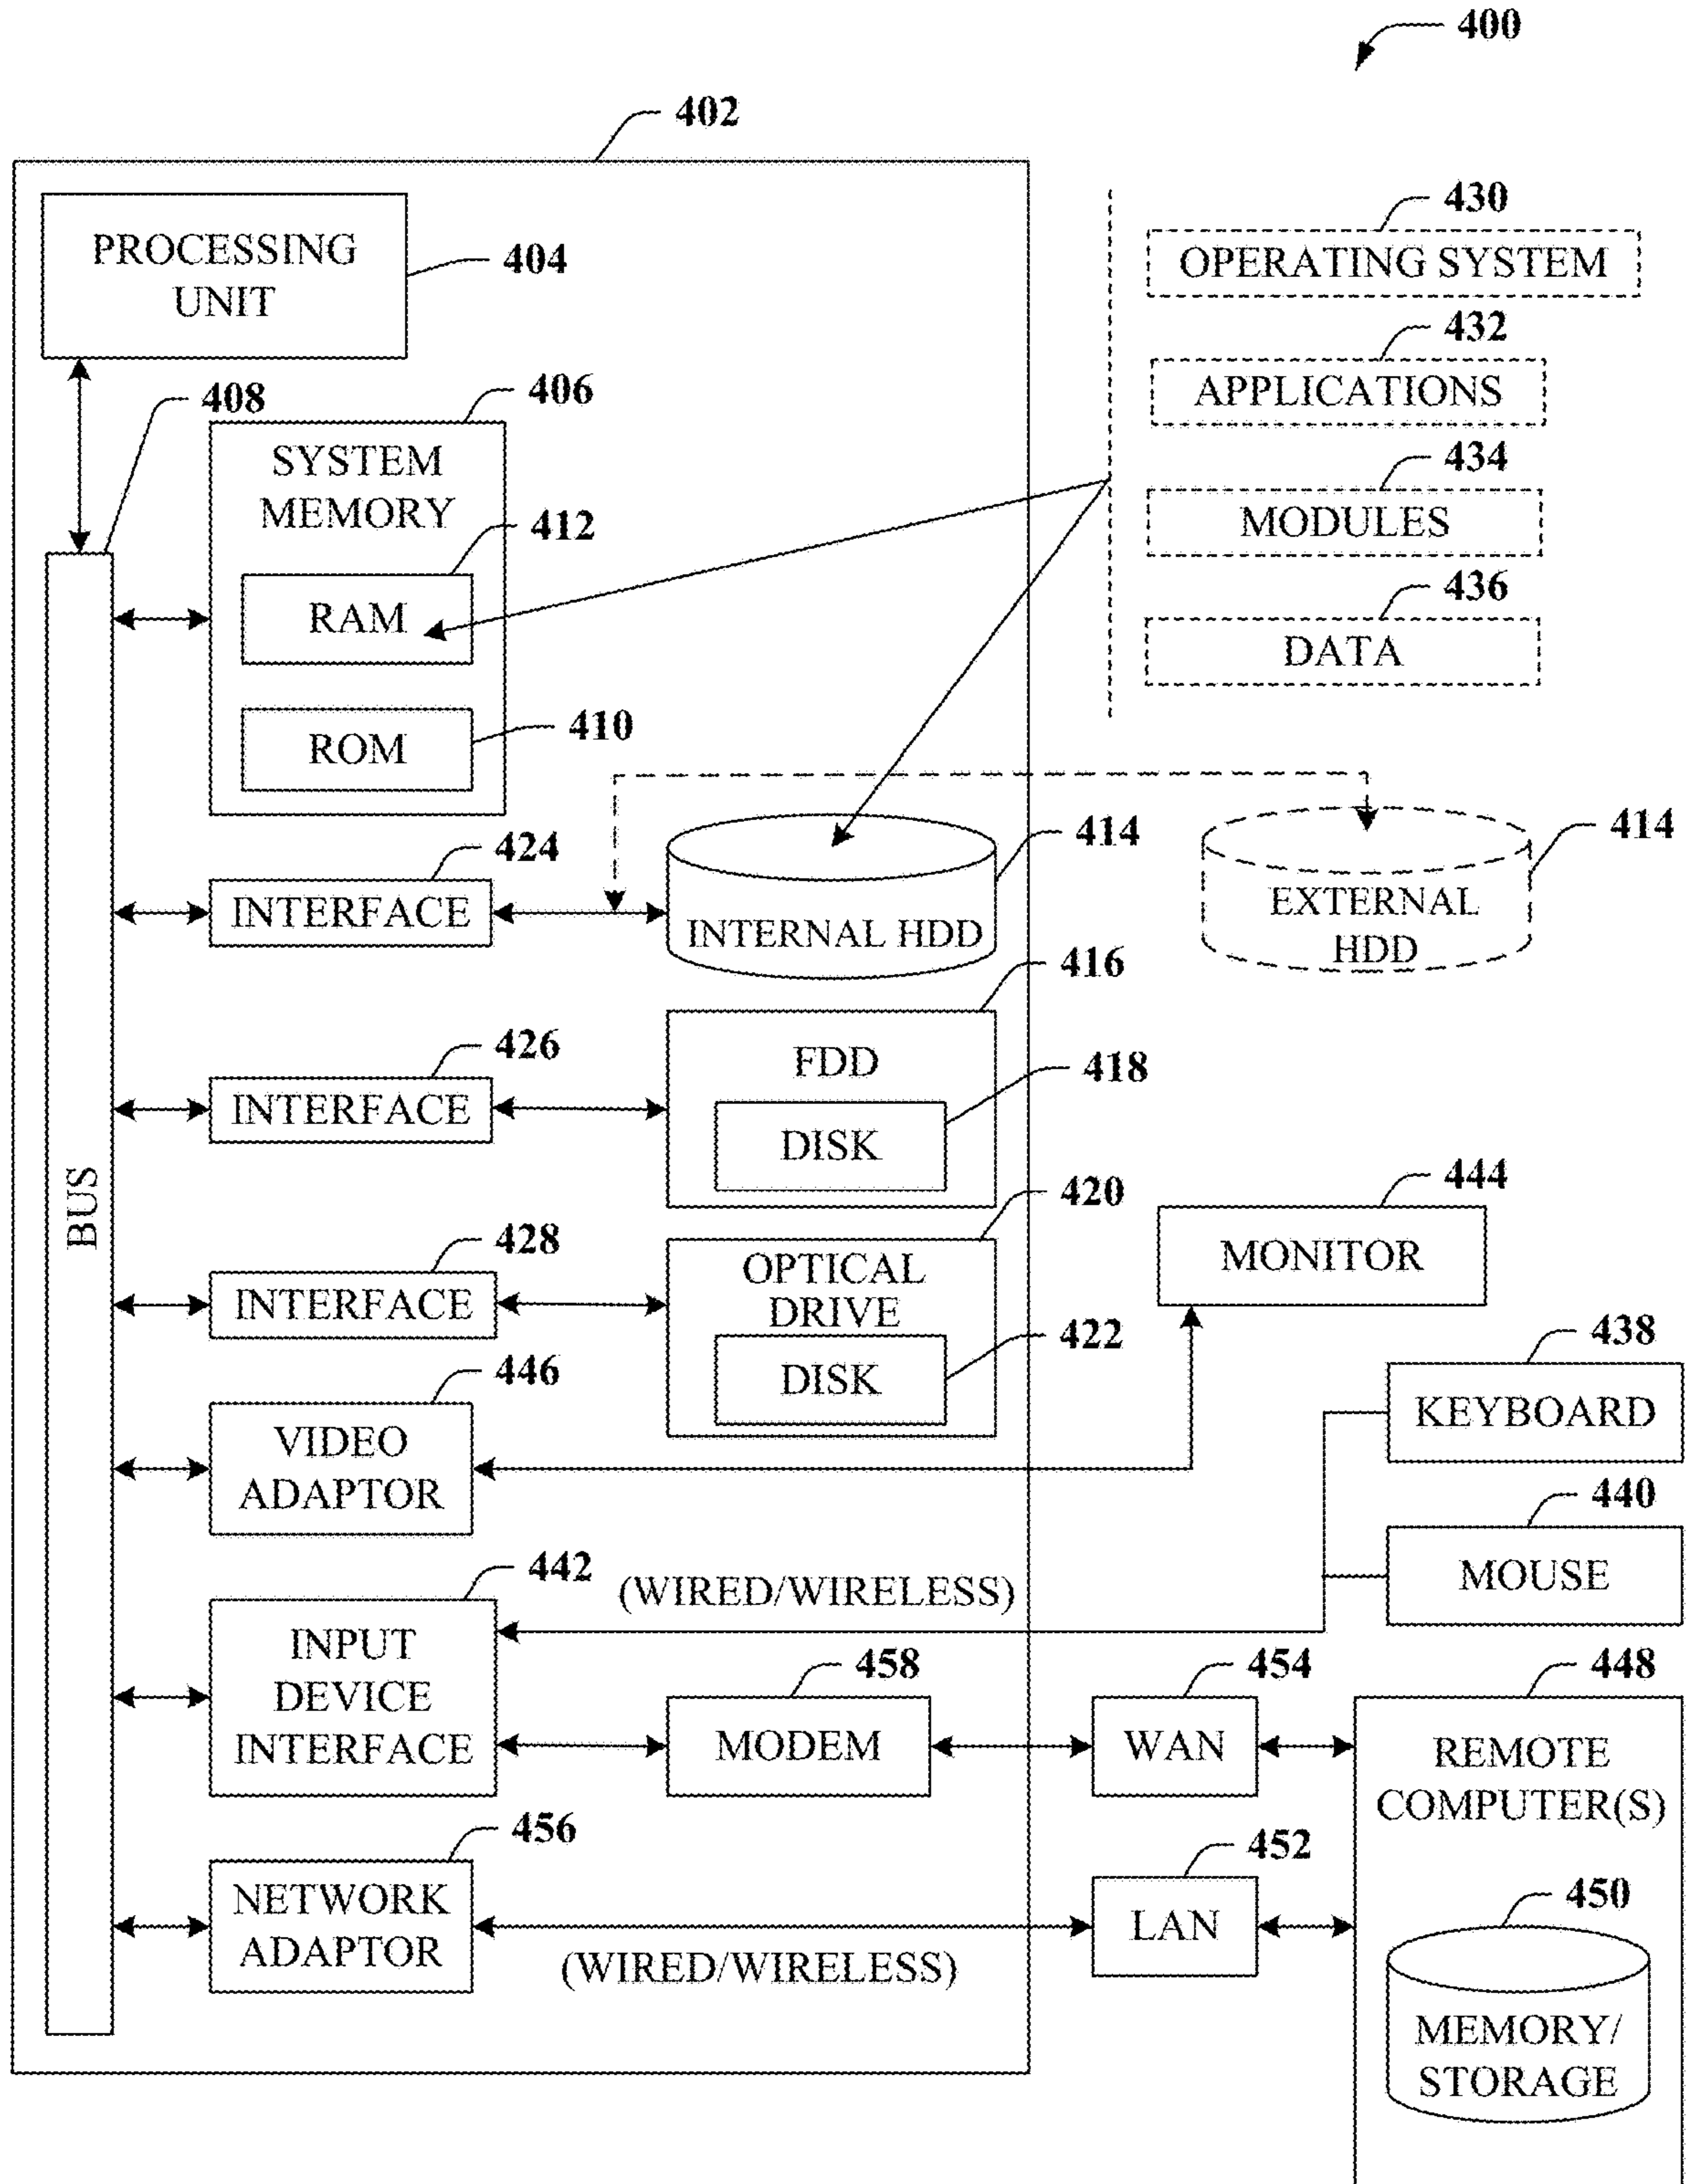 400
402
PROCESSING
UNIT
404
430
OPERATING SYSTEM
432
APPLICATIONS
434
MODULES
436
DATA
408
406
SYSTEM
MEMORY
412
RAM
410
ROM
BUS
424
INTERFACE
414
INTERNAL HDD
414
EXTERNAL
HDD
426
INTERFACE
416
FDD
418
DISK
428
INTERFACE
420
OPTICAL
DRIVE
422
DISK
444
MONITOR
438
KEYBOARD
446
VIDEO
ADAPTOR
440
MOUSE
442
INPUT
DEVICE
INTERFACE
(WIRED/WIRELESS)
458
MODEM
454
WAN
448
REMOTE
COMPUTER(S)
456
NETWORK
ADAPTOR
(WIRED/WIRELESS)
452
LAN
450
MEMORY/
STORAGE